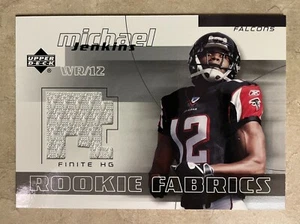 michael
Jenkins
FALCONS
UPPER DECK
WR/12
12
FINITE HG
ROOKIE FABRICS